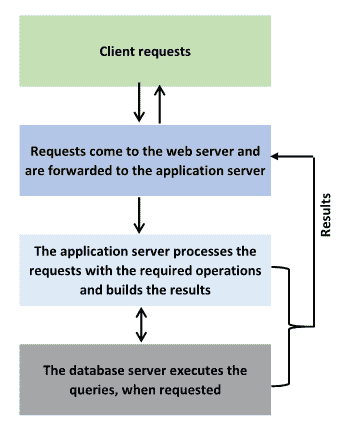 Client requests
Requests come to the web server and
are forwarded to the application server
Results
The application server processes the
requests with the required operations
and builds the results
The database server executes the
queries, when requested